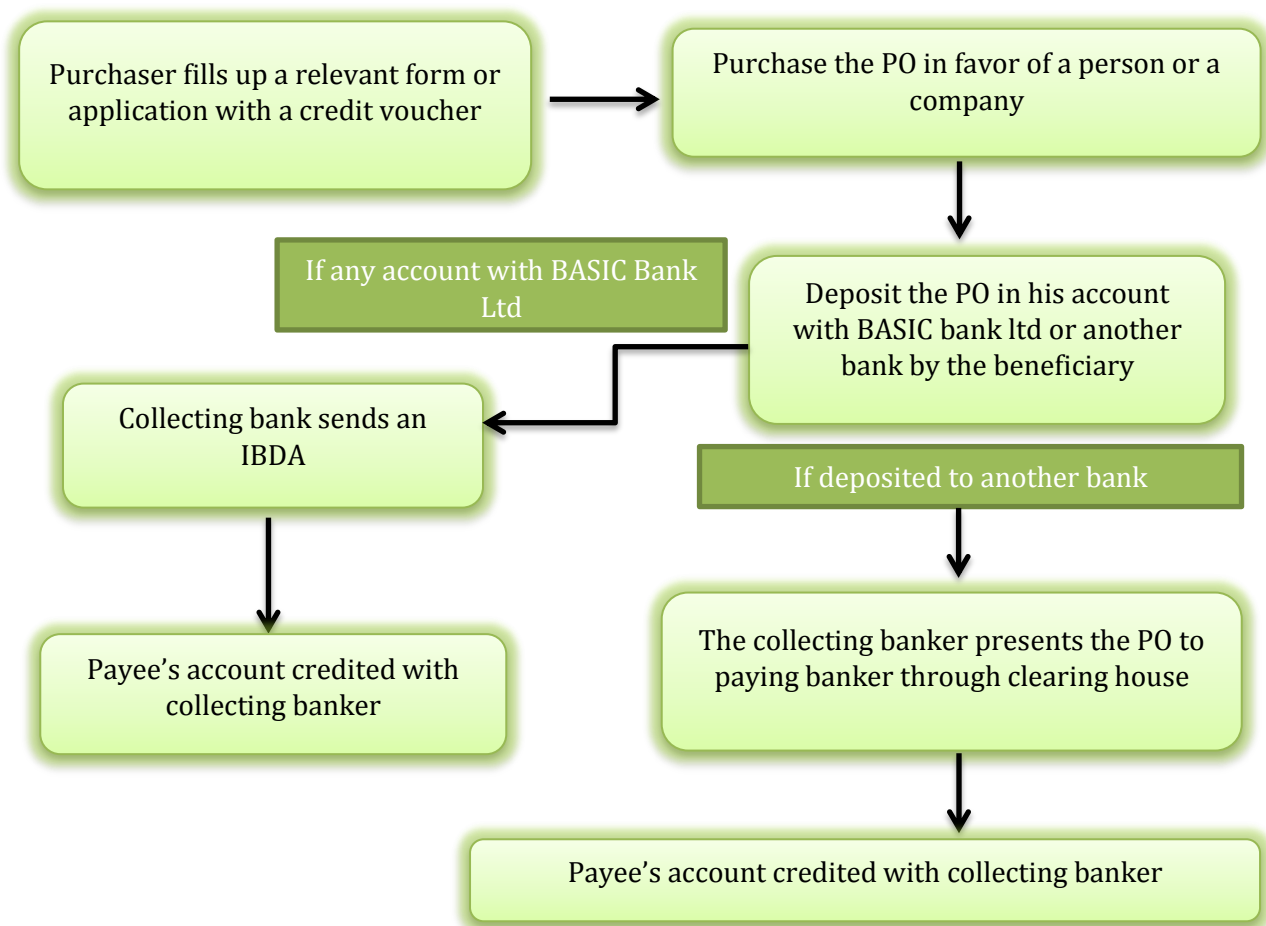 Purchaser fills up a relevant form or
application with a credit voucher
Purchase the PO in favor of a person or a
company
If any account with BASIC Bank
Ltd
Deposit the PO in his account
with BASIC bank ltd or another
bank by the beneficiary
Collecting bank sends an
IBDA
If deposited to another bank
Payee’s account credited with
collecting banker
The collecting banker presents the PO to
paying banker through clearing house
Payee’s account credited with collecting banker